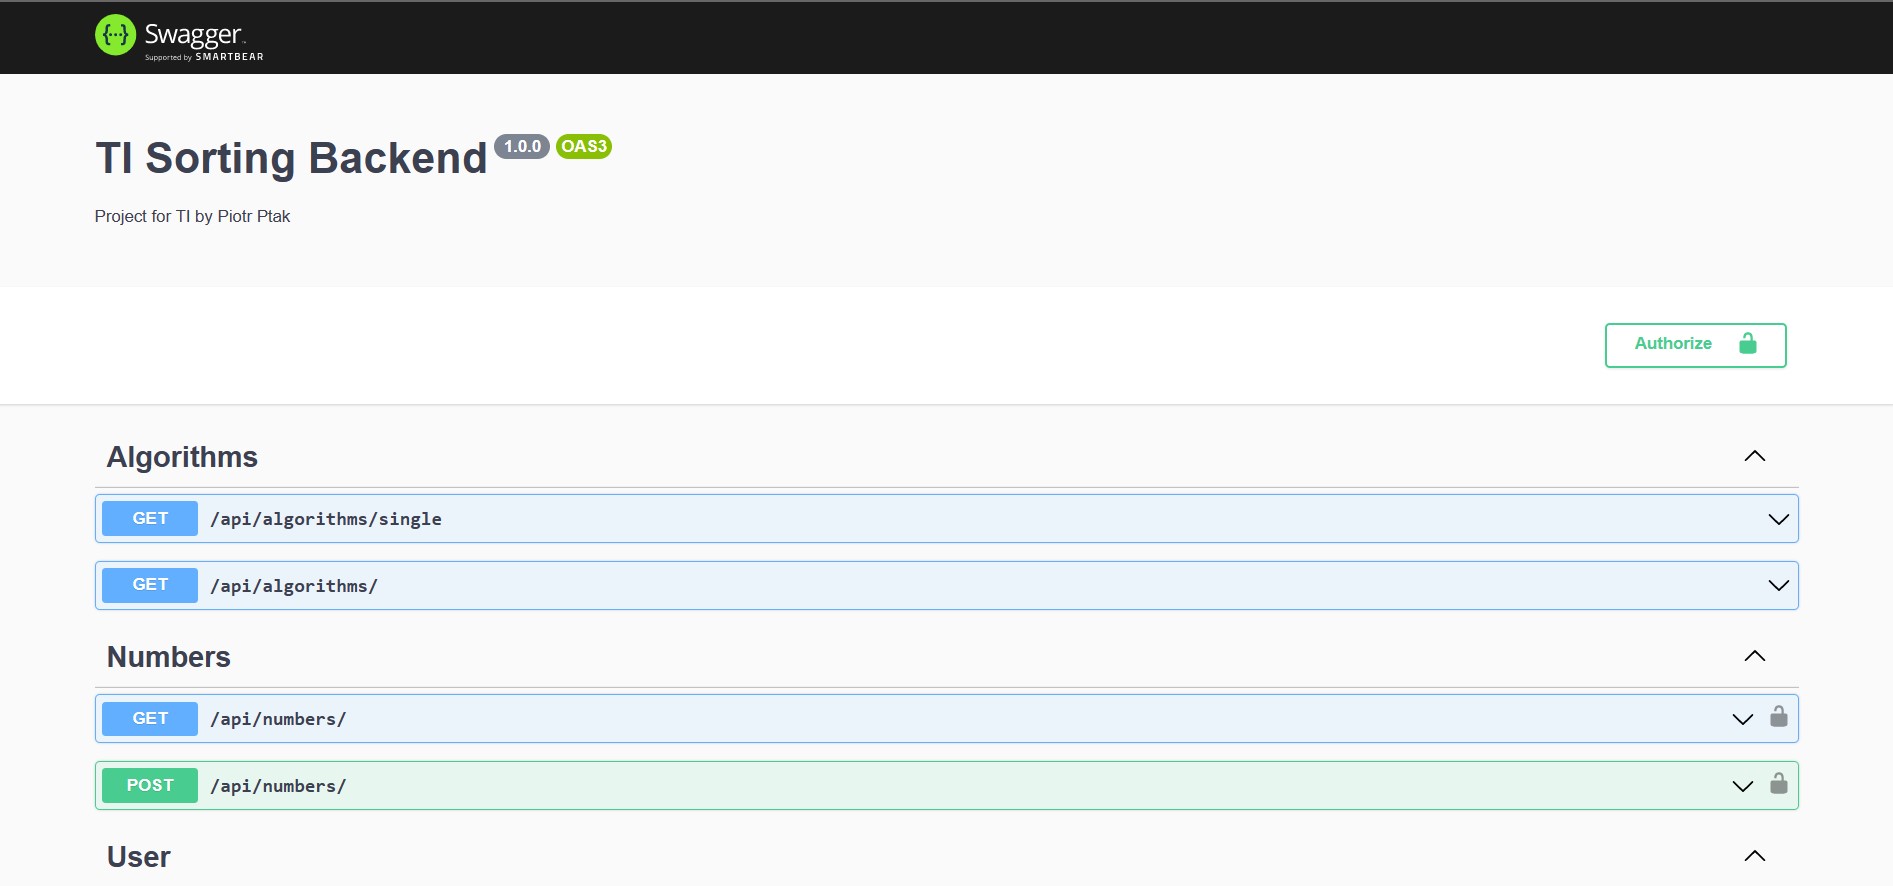 Swagger
Supported by SMARTBEAR
TI Sorting Backend 1.0.0 OAS3
Project for TI by Piotr Ptak
Authorize
Algorithms
GET /api/algorithms/single
GET /api/algorithms/
Numbers
GET /api/numbers/
POST /api/numbers/
User